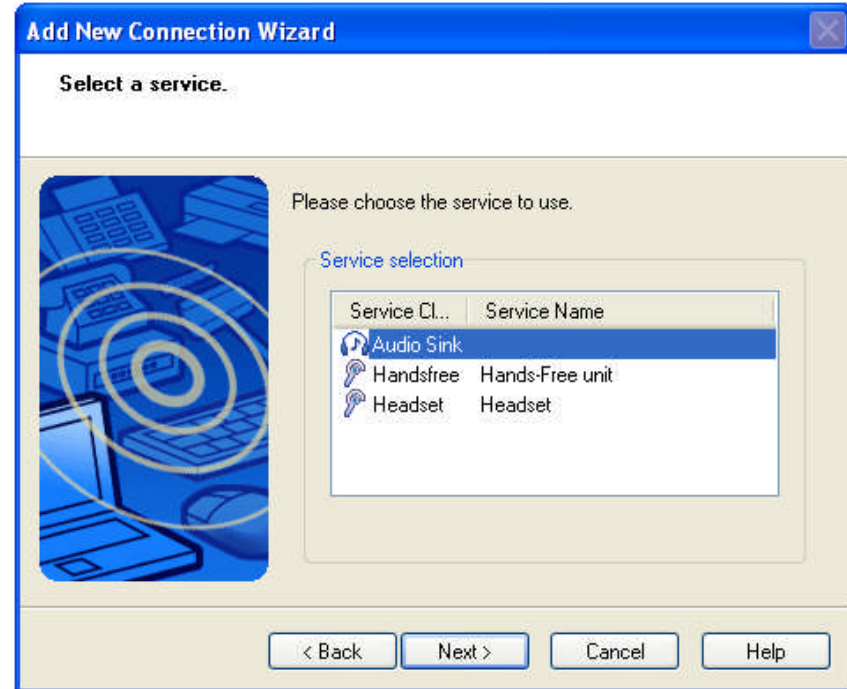 Add New Connection Wizard
Select a service.
Please choose the service to use.
Service selection
Service Cl... Service Name
Audio Sink
Handsfree Hands-Free unit
Headset Headset
< Back Next > Cancel Help